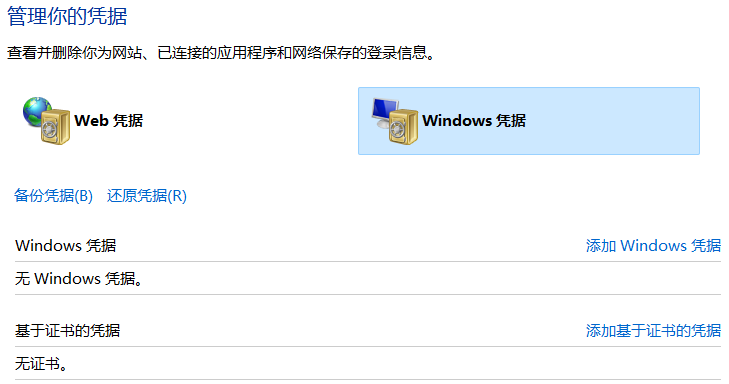 管理你的凭据
查看并删除你为网站、已连接的应用程序和网络保存的登录信息。
Web 凭据 Windows 凭据
备份凭据(B) 还原凭据(R)
Windows 凭据 添加 Windows 凭据
无 Windows 凭据。
基于证书的凭据 添加基于证书的凭据
无证书。